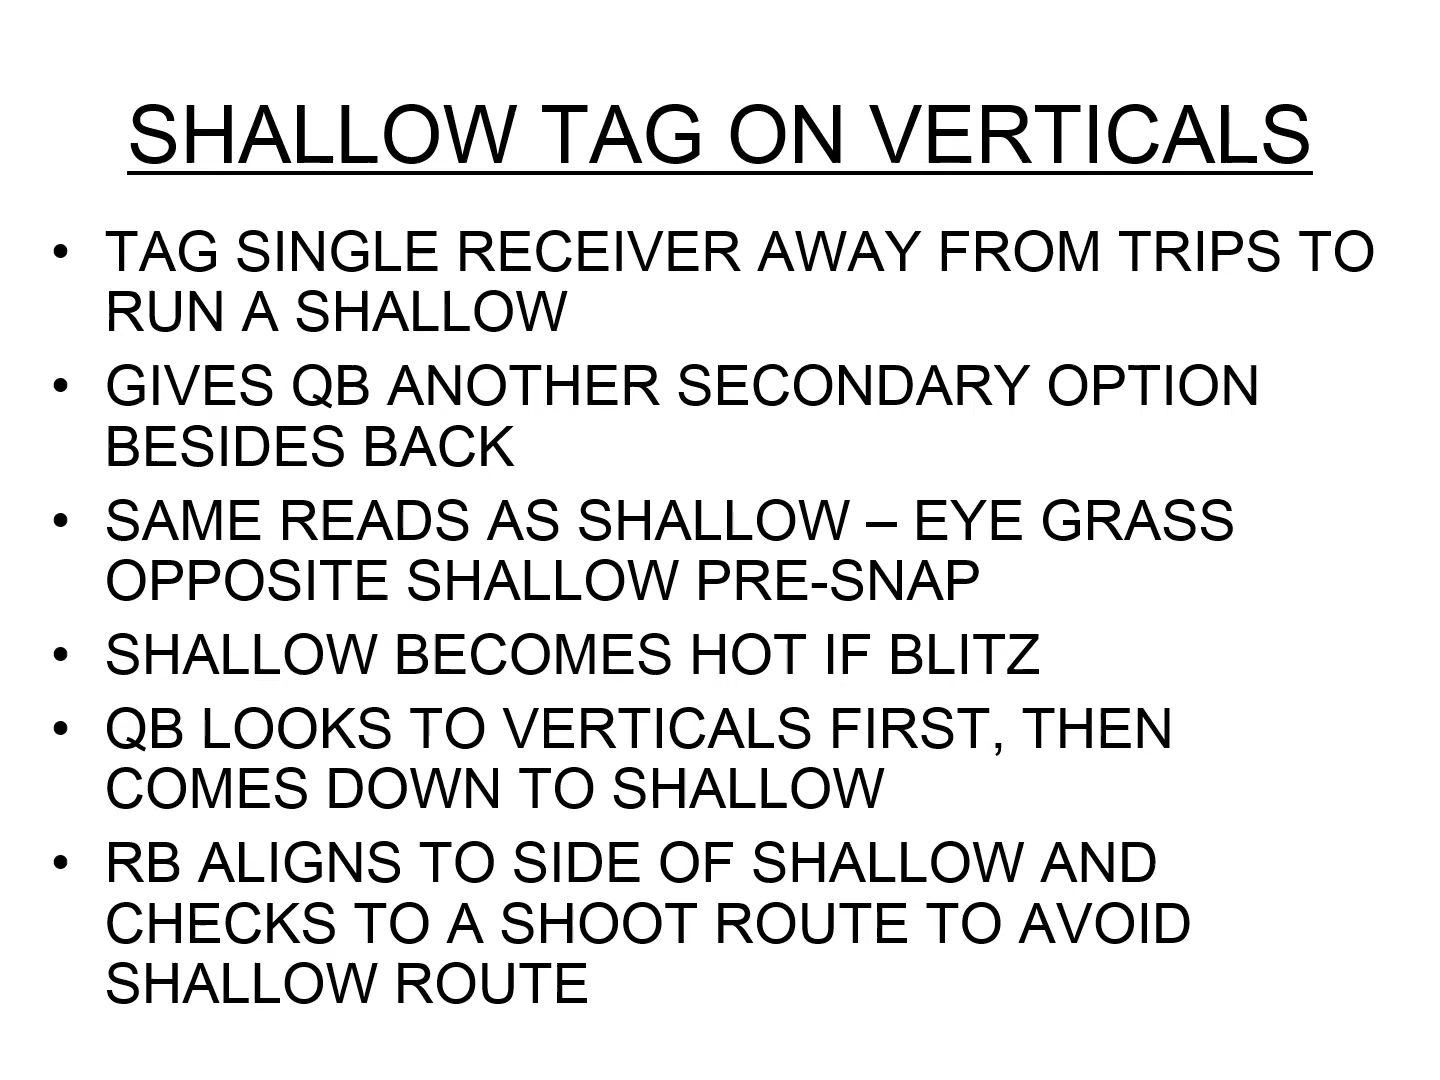 SHALLOW TAG ON VERTICALS
• TAG SINGLE RECEIVER AWAY FROM TRIPS TO
RUN A SHALLOW
• GIVES QB ANOTHER SECONDARY OPTION
BESIDES BACK
• SAME READS AS SHALLOW – EYE GRASS
OPPOSITE SHALLOW PRE-SNAP
• SHALLOW BECOMES HOT IF BLITZ
• QB LOOKS TO VERTICALS FIRST, THEN
COMES DOWN TO SHALLOW
• RB ALIGNS TO SIDE OF SHALLOW AND
CHECKS TO A SHOOT ROUTE TO AVOID
SHALLOW ROUTE